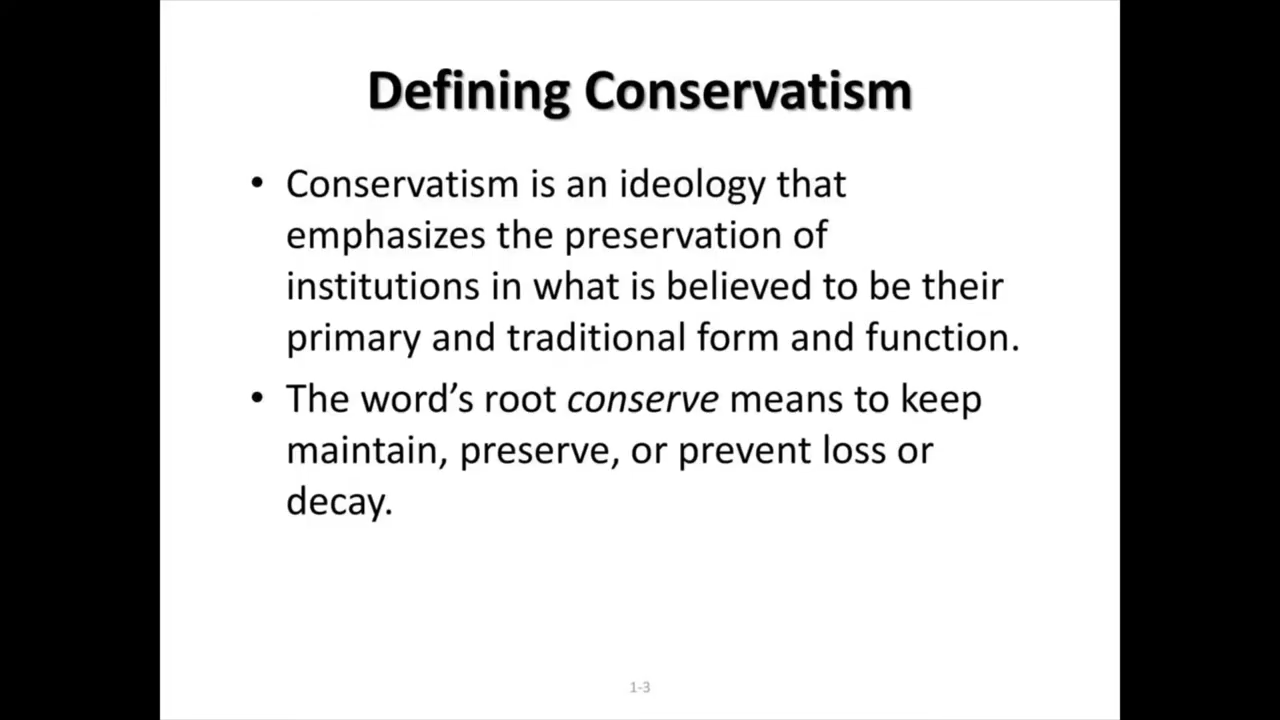 Defining Conservatism
• Conservatism is an ideology that
emphasizes the preservation of
institutions in what is believed to be their
primary and traditional form and function.
• The word’s root conserve means to keep
maintain, preserve, or prevent loss or
decay.
1-3